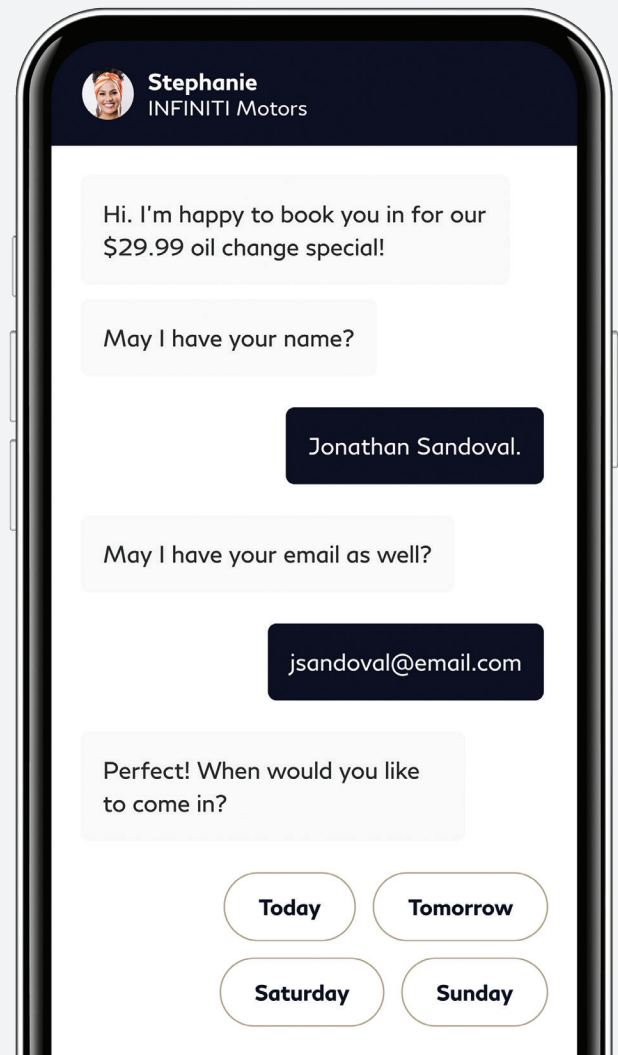 Stephanie
INFINITI Motors
Hi. I'm happy to book you in for our
$29.99 oil change special!
May I have your name?
Jonathan Sandoval.
May I have your email as well?
jsandoval@email.com
Perfect! When would you like
to come in?
Today
Tomorrow
Saturday
Sunday